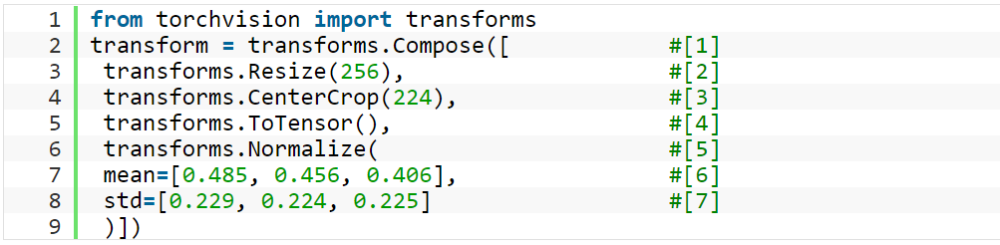 1 from torchvision import transforms
2 transform = transforms.Compose([ #[1]
3 transforms.Resize(256), #[2]
4 transforms.CenterCrop(224), #[3]
5 transforms.ToTensor(), #[4]
6 transforms.Normalize( #[5]
7 mean=[0.485, 0.456, 0.406], #[6]
8 std=[0.229, 0.224, 0.225] #[7]
9 )])